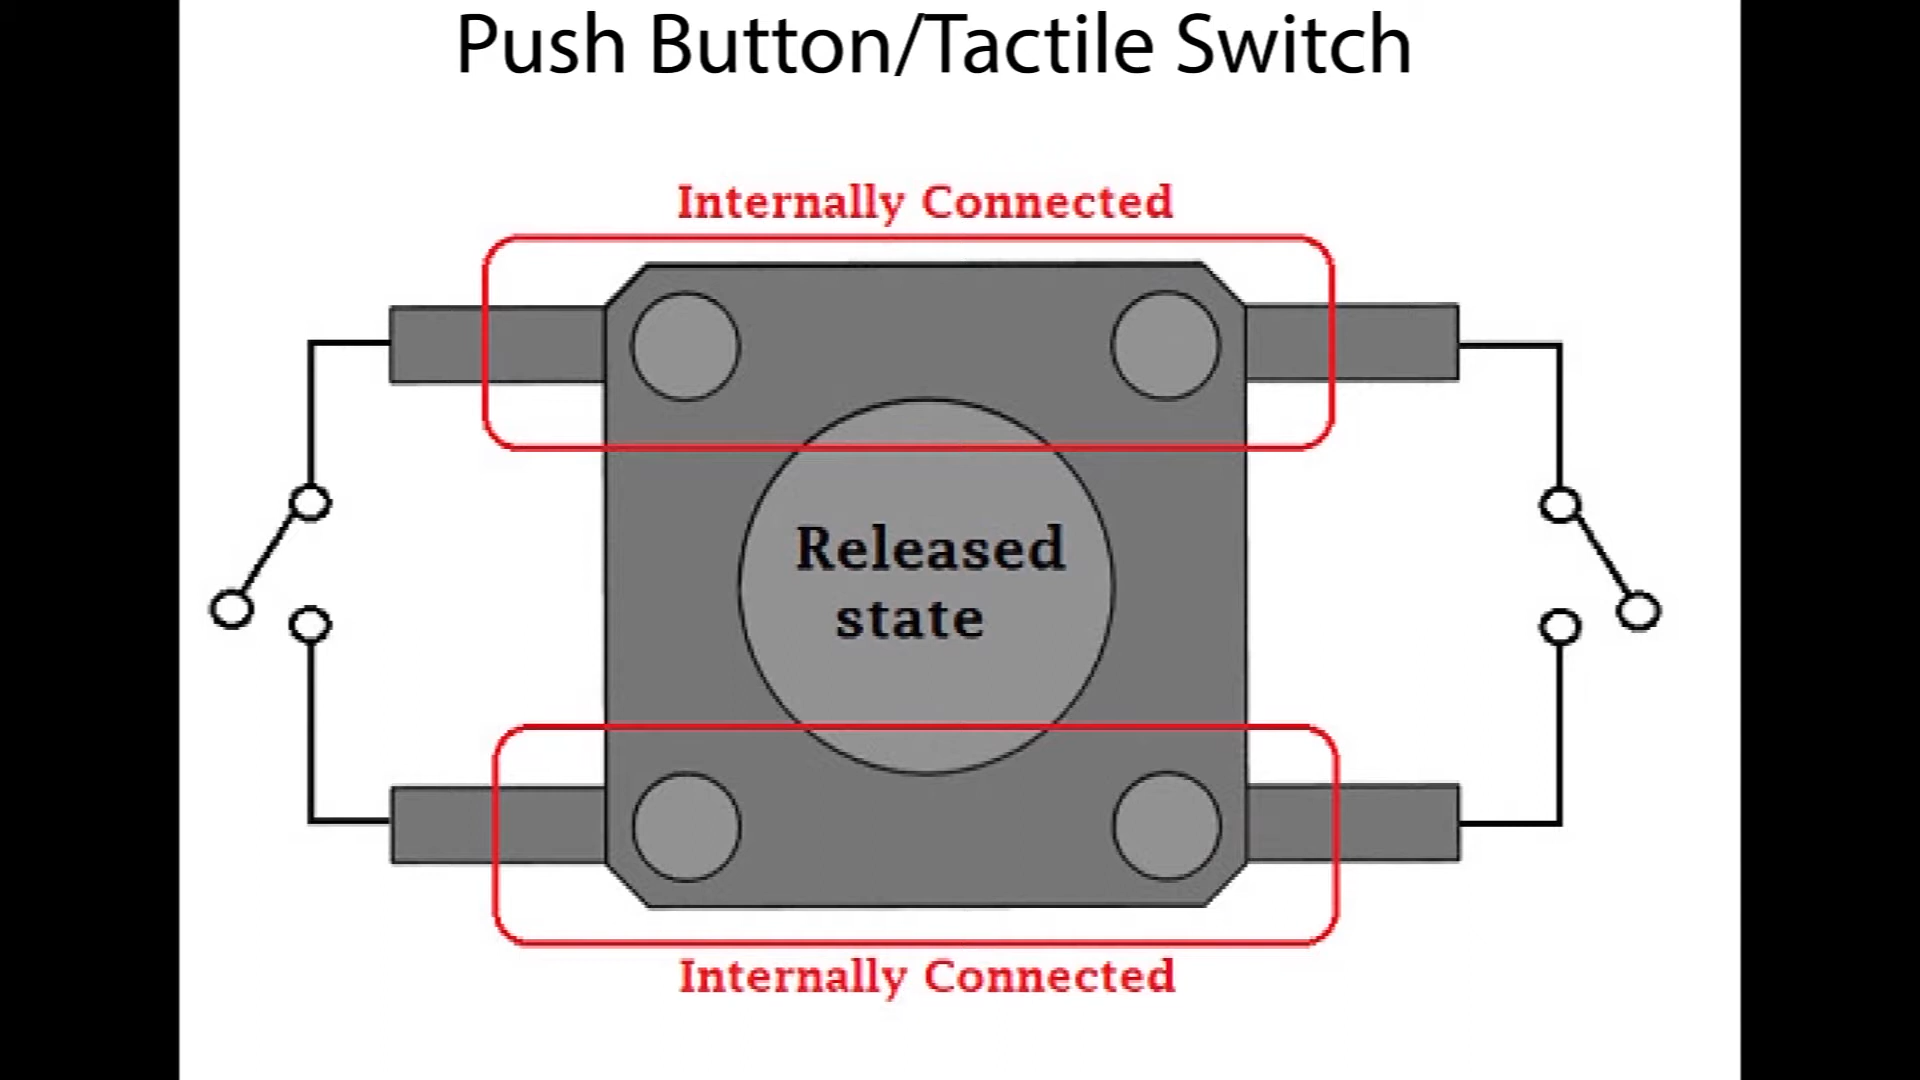 Push Button/Tactile Switch
Internally Connected
Released
state
Internally Connected